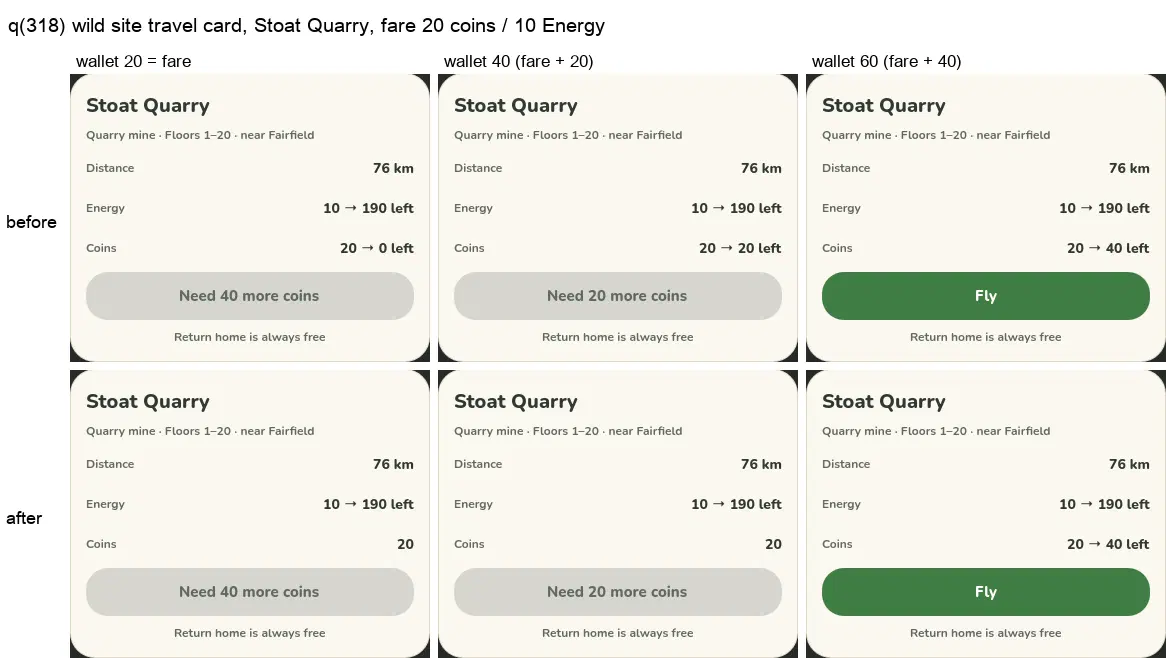 q(318) wild site travel card, Stoat Quarry, fare 20 coins / 10 Energy
wallet 20 = fare
wallet 40 (fare + 20)
wallet 60 (fare + 40)
before
Stoat Quarry
Quarry mine · Floors 1–20 · near Fairfield
Distance 76 km
Energy 10 → 190 left
Coins 20 → 0 left
Need 40 more coins
Return home is always free
Stoat Quarry
Quarry mine · Floors 1–20 · near Fairfield
Distance 76 km
Energy 10 → 190 left
Coins 20 → 20 left
Need 20 more coins
Return home is always free
Stoat Quarry
Quarry mine · Floors 1–20 · near Fairfield
Distance 76 km
Energy 10 → 190 left
Coins 20 → 40 left
Fly
Return home is always free
after
Stoat Quarry
Quarry mine · Floors 1–20 · near Fairfield
Distance 76 km
Energy 10 → 190 left
Coins 20
Need 40 more coins
Return home is always free
Stoat Quarry
Quarry mine · Floors 1–20 · near Fairfield
Distance 76 km
Energy 10 → 190 left
Coins 20
Need 20 more coins
Return home is always free
Stoat Quarry
Quarry mine · Floors 1–20 · near Fairfield
Distance 76 km
Energy 10 → 190 left
Coins 20 → 40 left
Fly
Return home is always free